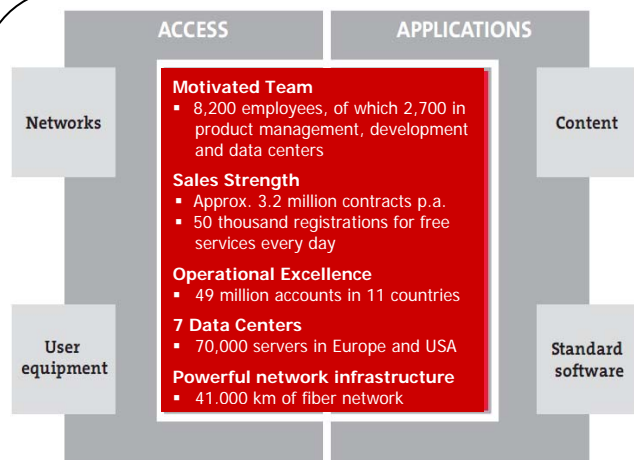 ACCESS
APPLICATIONS
Networks
Content
User
equipment
Standard
software
Motivated Team
▪ 8,200 employees, of which 2,700 in
product management, development
and data centers
Sales Strength
▪ Approx. 3.2 million contracts p.a.
▪ 50 thousand registrations for free
services every day
Operational Excellence
▪ 49 million accounts in 11 countries
7 Data Centers
▪ 70,000 servers in Europe and USA
Powerful network infrastructure
▪ 41.000 km of fiber network